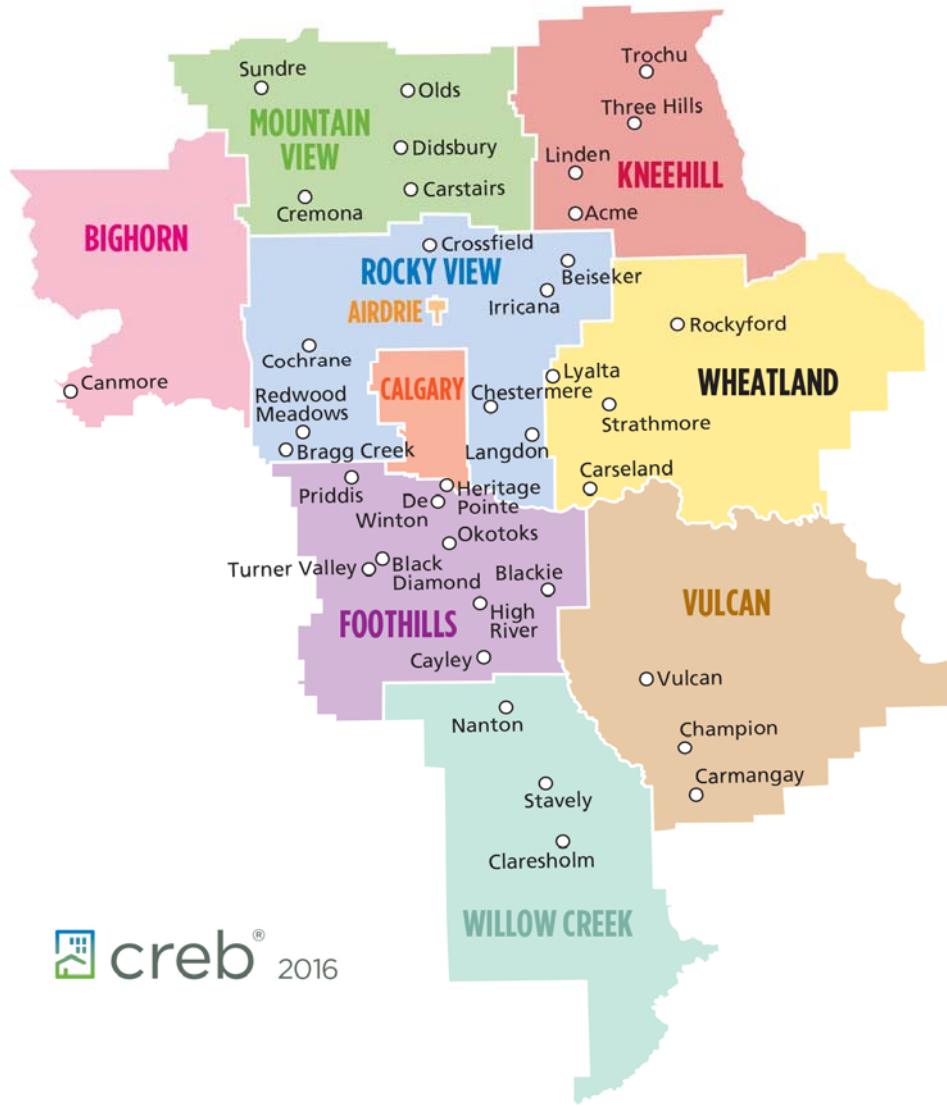 Trochu
Sundre
Olds
Three Hills
MOUNTAIN
VIEW
Didsbury
Linden
KNEEHILL
Carstairs
Cremona
Acme
BIGHORN
Crossfield
ROCKY VIEW
Beiseker
Irricana
AIRDRIE
Rockyford
Cochrane
Canmore
CALGARY
Lyalta
WHEATLAND
Redwood
Meadows
Chestermere
Strathmore
Bragg Creek
Langdon
Carseland
Priddis
Heritage
Pointe
De
Winton
Okotoks
Turner Valley
Black
Diamond
Blackie
VULCAN
FOOTHILLS
High
River
Cayley
Vulcan
Nanton
Champion
Carmangay
Stavely
Claresholm
WILLOW CREEK
creb® 2016